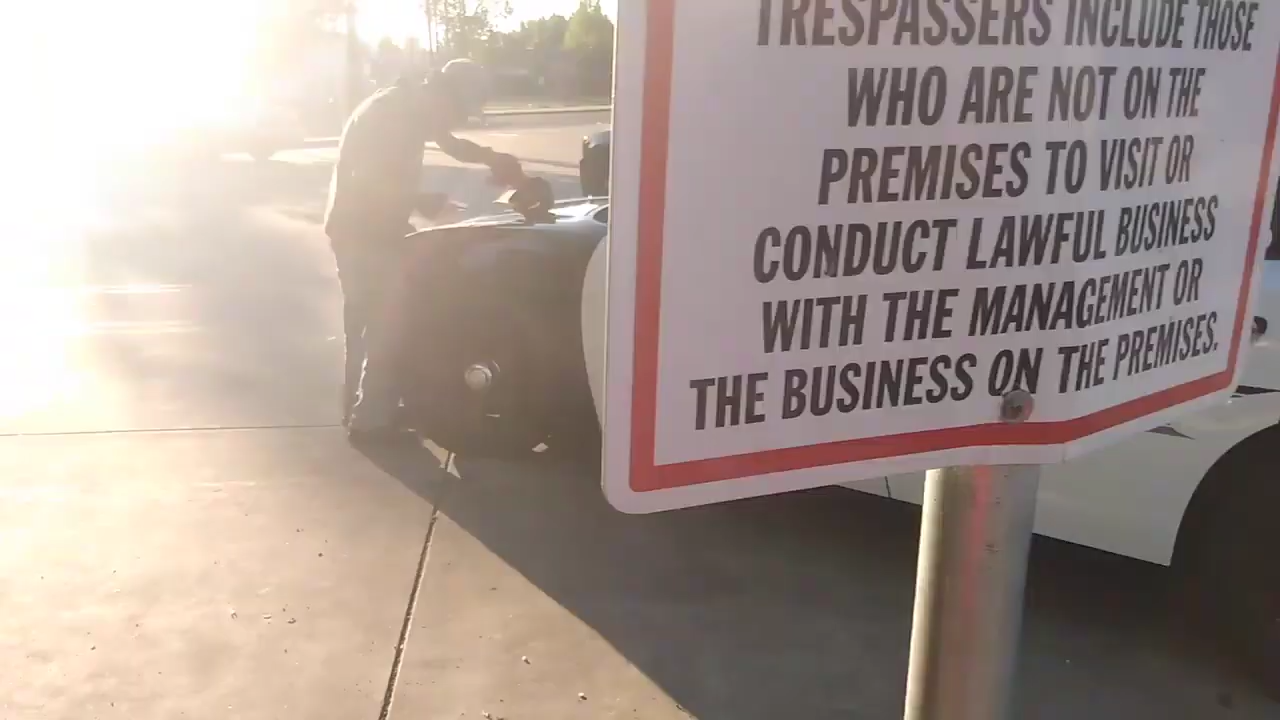 TRESPASSERS INCLUDE THOSE
WHO ARE NOT ON THE
PREMISES TO VISIT OR
CONDUCT LAWFUL BUSINESS
WITH THE MANAGEMENT OR
THE BUSINESS ON THE PREMISES.